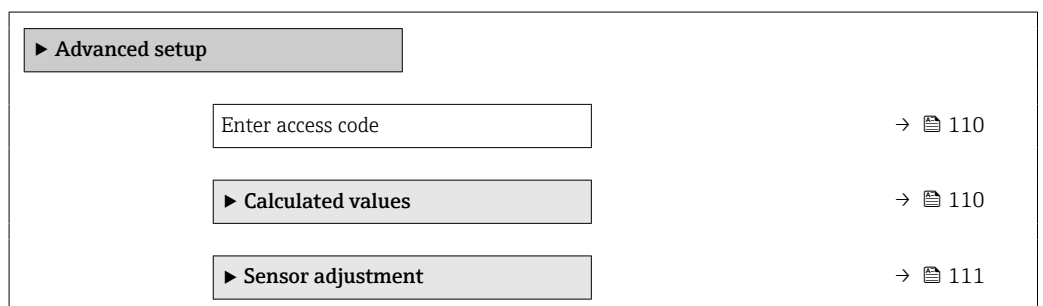 ▶ Advanced setup
Enter access code → 110
▶ Calculated values → 110
▶ Sensor adjustment → 111